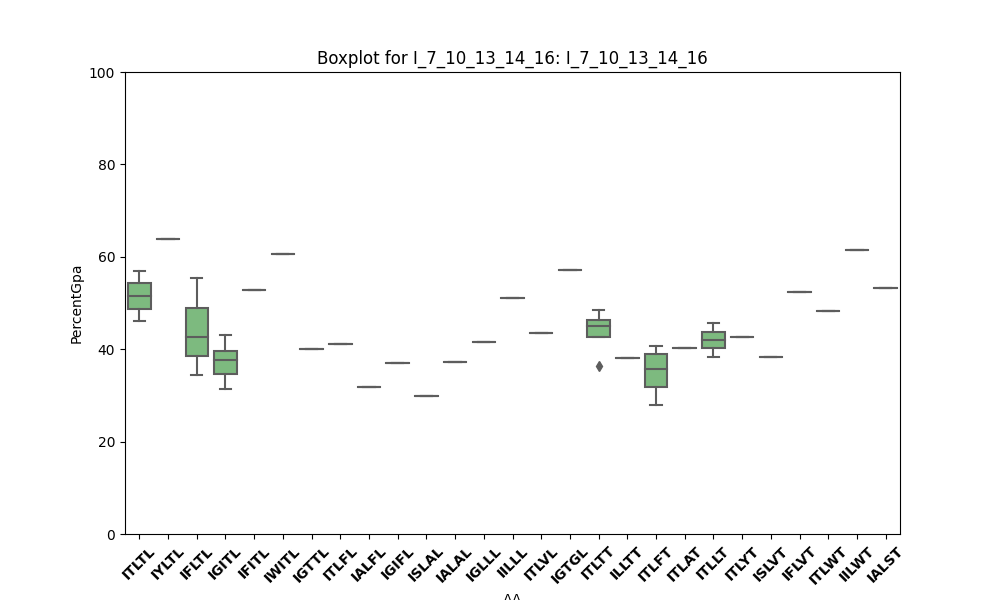 Boxplot for I_7_10_13_14_16: I_7_10_13_14_16
100
80
60
40
20
0
PercentGpa
ITLTL IYLTL IFLTL IGITL IFITL IWITL IGTTL ITLFL IALFL IGIFL ISLAL IALAL IGLLL IILLL ITLVL IGTGL ITLTT ILLTT ITLFT ITLAT ITLLT ITLYT ISLVT IFLVT ITLWT IILWT IALST
AA